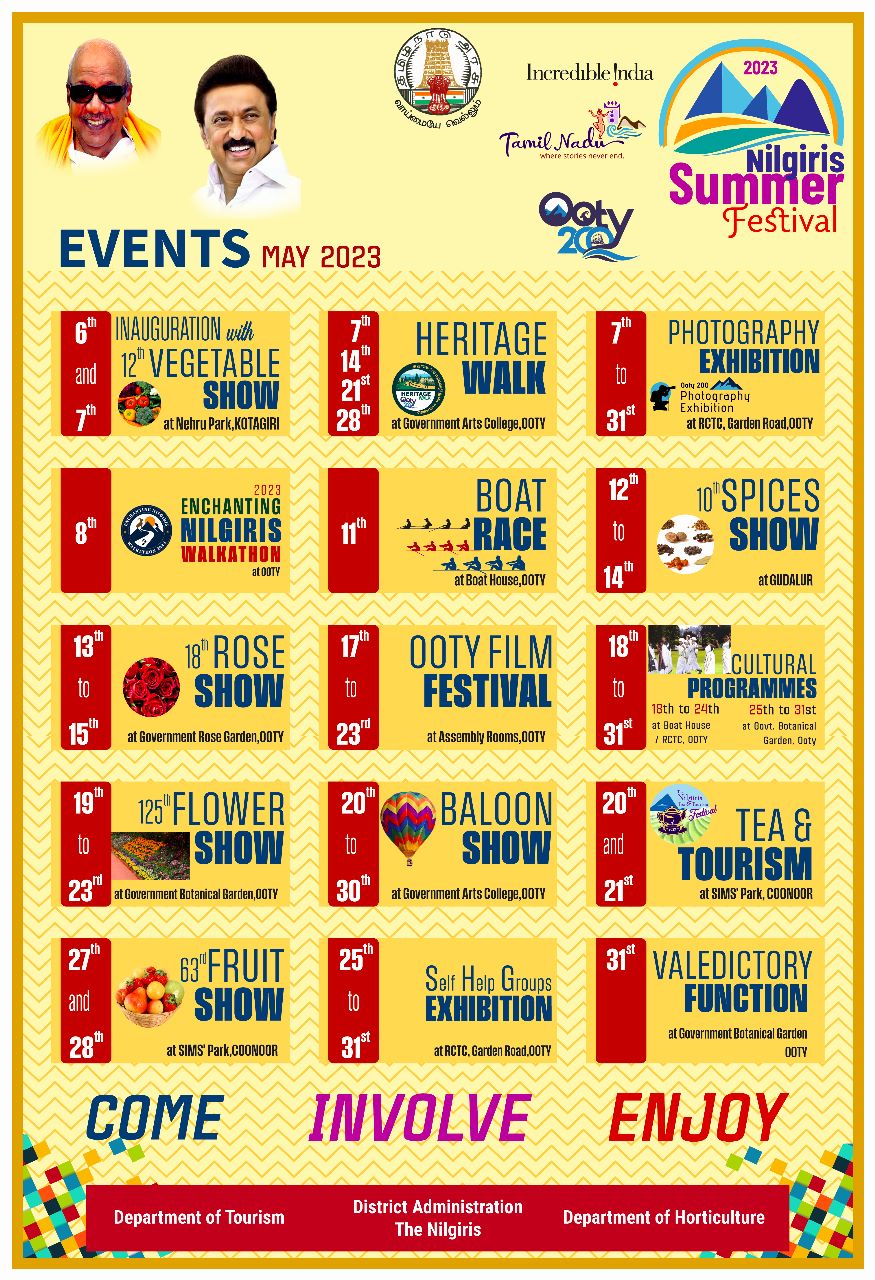 தமிழ்நாடு அரசு
வாய்மையே வெல்லும்
Incredible !ndia
Tamil Nadu
where stories never end.
Ooty
200
2023
Nilgiris
Summer
Festival
EVENTS MAY 2023
6th
and
7th
INAUGURATION with
12th VEGETABLE
SHOW
at Nehru Park, KOTAGIRI
7th
14th
21st
28th
HERITAGE
WALK
HERITAGE
at Government Arts College, OOTY
7th
to
31st
PHOTOGRAPHY
EXHIBITION
Ooty 200
Photography
Exhibition
at RCTC, Garden Road, OOTY
8th
2023
ENCHANTING
NILGIRIS
WALKATHON
at OOTY
11th
BOAT
RACE
at Boat House, OOTY
12th
to
14th
10th SPICES
SHOW
at GUDALUR
13th
to
15th
18th ROSE
SHOW
at Government Rose Garden, OOTY
17th
to
23rd
OOTY FILM
FESTIVAL
at Assembly Rooms, OOTY
18th
to
31st
CULTURAL
PROGRAMMES
18th to 24th
at Boat House
/ RCTC, OOTY
25th to 31st
at Govt. Botanical
Garden, Ooty
19th
to
23rd
125th FLOWER
SHOW
at Government Botanical Garden, OOTY
20th
to
30th
BALOON
SHOW
at Government Arts College, OOTY
20th
and
21st
Nilgiris
Tea & Tourism
Festival
TEA &
TOURISM
at SIMS' Park, COONOOR
27th
and
28th
63rd FRUIT
SHOW
at SIMS' Park, COONOOR
25th
to
31st
Self Help Groups
EXHIBITION
at RCTC, Garden Road, OOTY
31st
VALEDICTORY
FUNCTION
at Government Botanical Garden
OOTY
COME INVOLVE ENJOY
Department of Tourism
District Administration
The Nilgiris
Department of Horticulture